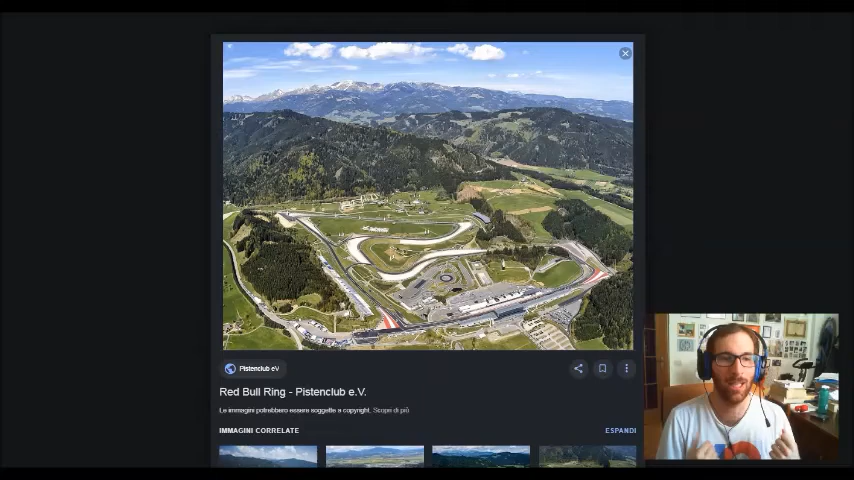 Pistenclub eV
Red Bull Ring - Pistenclub e.V.
Le immagini potrebbero essere soggette a copyright. Scopri di più
IMMAGINI CORRELATE
ESPANDI